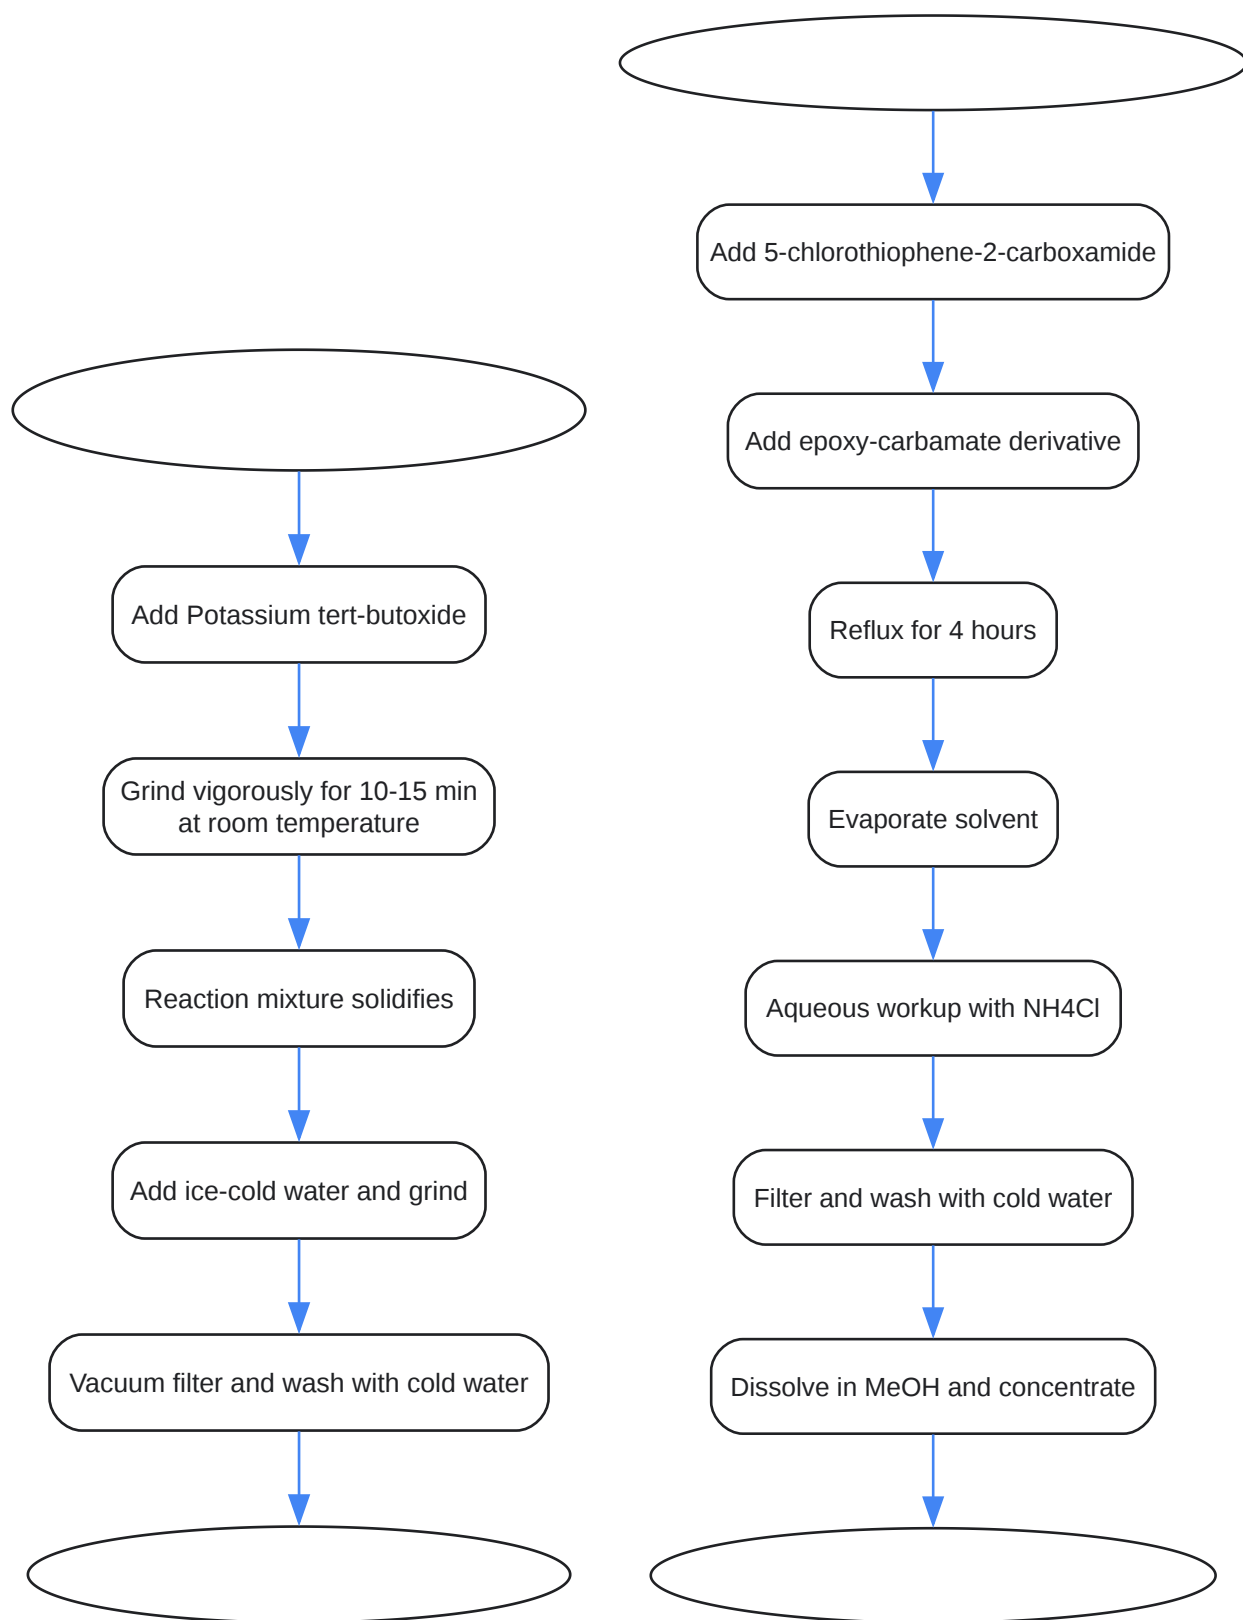 Add Potassium tert-butoxide
Grind vigorously for 10-15 min
at room temperature
Reaction mixture solidifies
Add ice-cold water and grind
Vacuum filter and wash with cold water
Add 5-chlorothiophene-2-carboxamide
Add epoxy-carbamate derivative
Reflux for 4 hours
Evaporate solvent
Aqueous workup with NH4Cl
Filter and wash with cold water
Dissolve in MeOH and concentrate